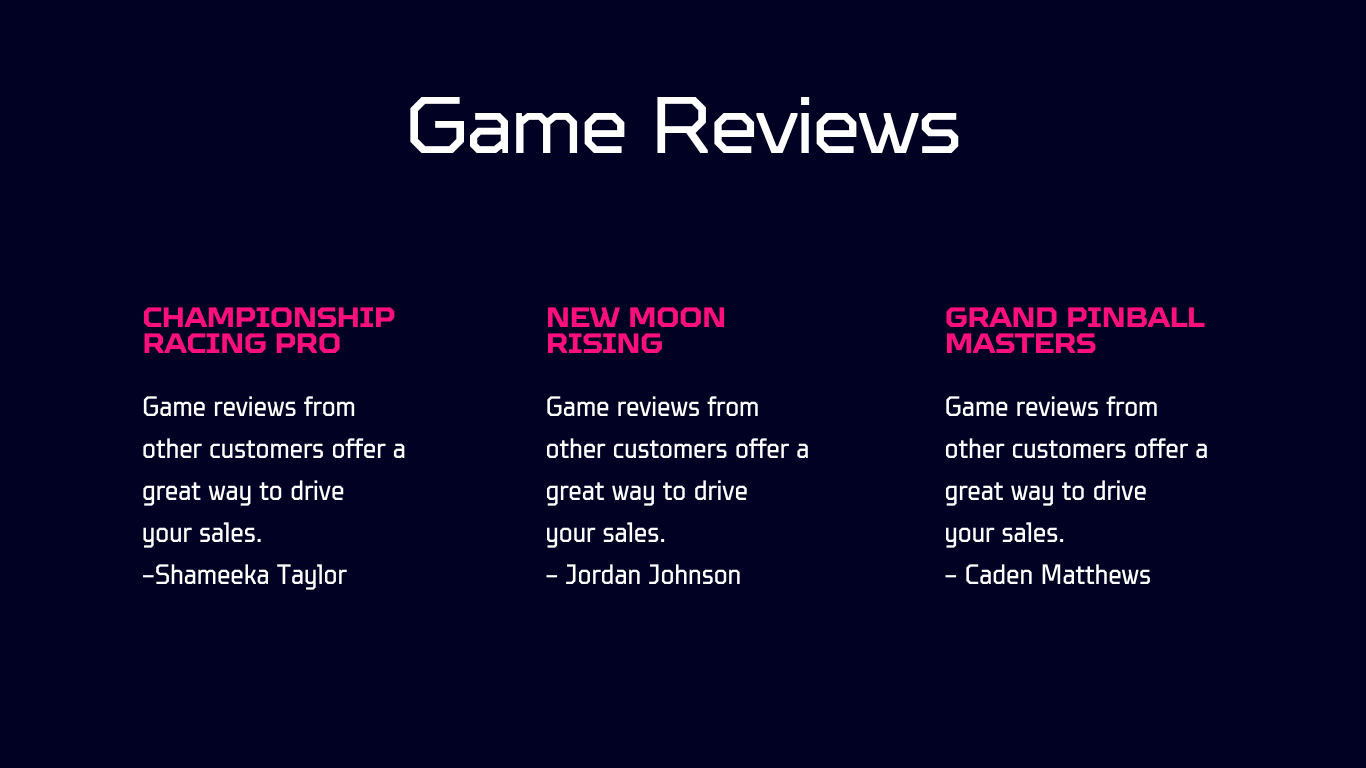 Game Reviews
CHAMPIONSHIP
RACING PRO
Game reviews from
other customers offer a
great way to drive
your sales.
–Shameeka Taylor
NEW MOON
RISING
Game reviews from
other customers offer a
great way to drive
your sales.
– Jordan Johnson
GRAND PINBALL
MASTERS
Game reviews from
other customers offer a
great way to drive
your sales.
– Caden Matthews